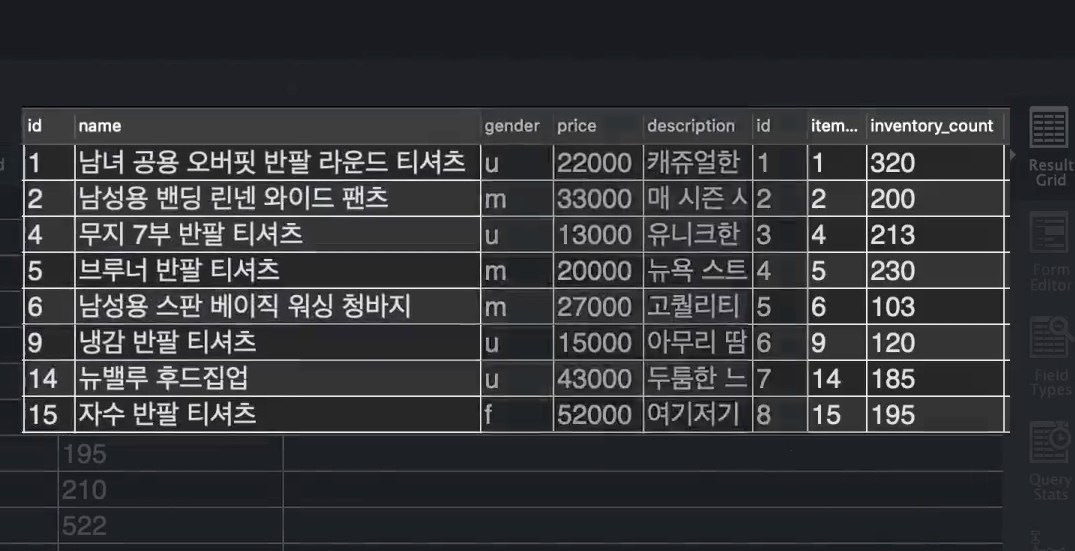 id name gender price description id item... inventory_count
1 남녀 공용 오버핏 반팔 라운드 티셔츠 u 22000 캐쥬얼한 1 1 320
2 남성용 밴딩 린넨 와이드 팬츠 m 33000 매 시즌 2 2 200
4 무지 7부 반팔 티셔츠 u 13000 유니크한 3 4 213
5 브루너 반팔 티셔츠 m 20000 뉴욕 스트 4 5 230
6 남성용 스판 베이직 워싱 청바지 m 27000 고퀄리티 5 6 103
9 냉감 반팔 티셔츠 u 15000 아무리 땀 6 9 120
14 뉴밸루 후드집업 u 43000 두툼한 느 7 14 185
15 자수 반팔 티셔츠 f 52000 여기저기 8 15 195
195
210
522
Result
Grid
Form
Editor
Field
Types
Query
Stats